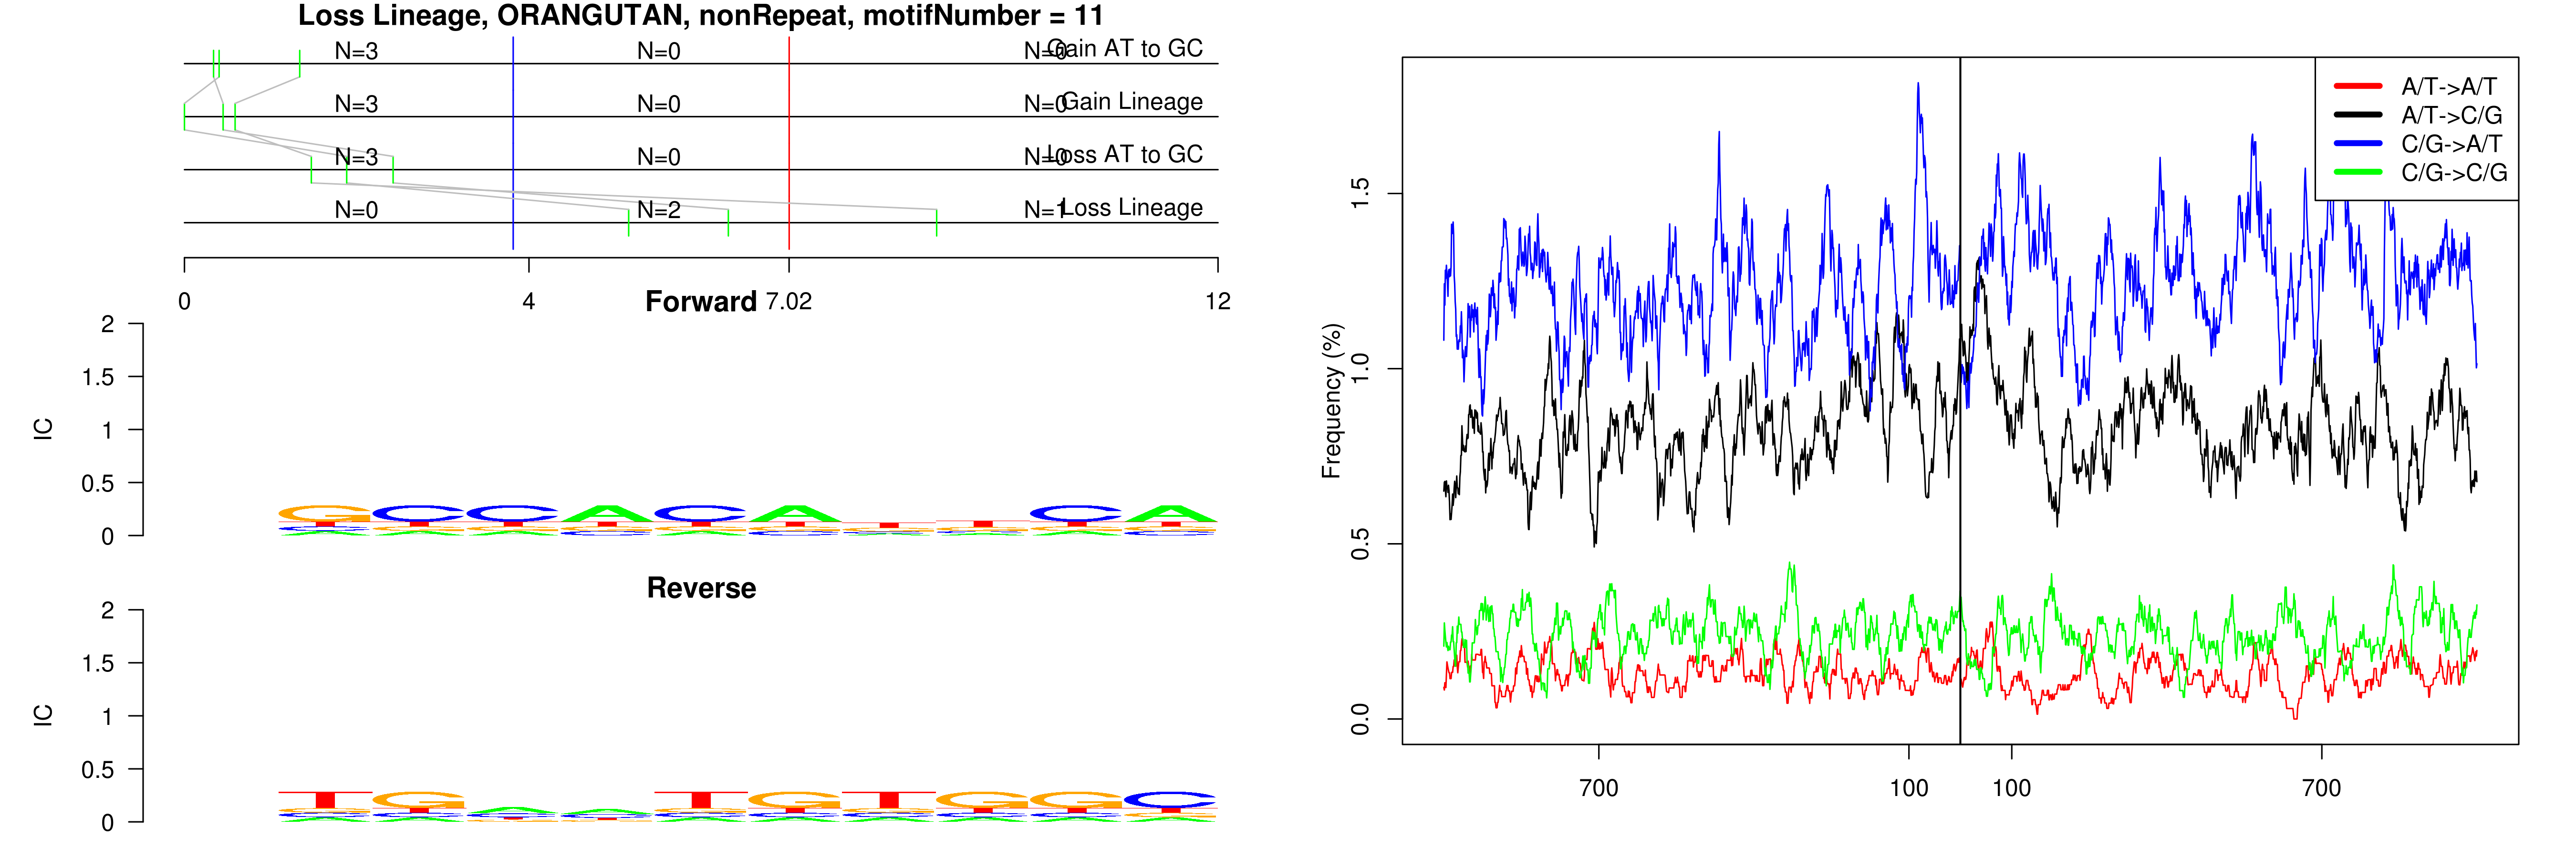 Loss Lineage, ORANGUTAN, nonRepeat, motifNumber = 11
N=3 N=0 N=0 Gain AT to GC
N=3 N=0 N=0 Gain Lineage
N=3 N=0 N=0 Loss AT to GC
N=0 N=2 N=1 Loss Lineage
0 4 7.02 12
Forward
2
1.5
1
0.5
0
IC
G C C A C A T T C A
Reverse
2
1.5
1
0.5
0
IC
T G A A T G T G G C
A/T->A/T
A/T->C/G
C/G->A/T
C/G->C/G
Frequency (%)
1.5
1.0
0.5
0.0
700 100 100 700